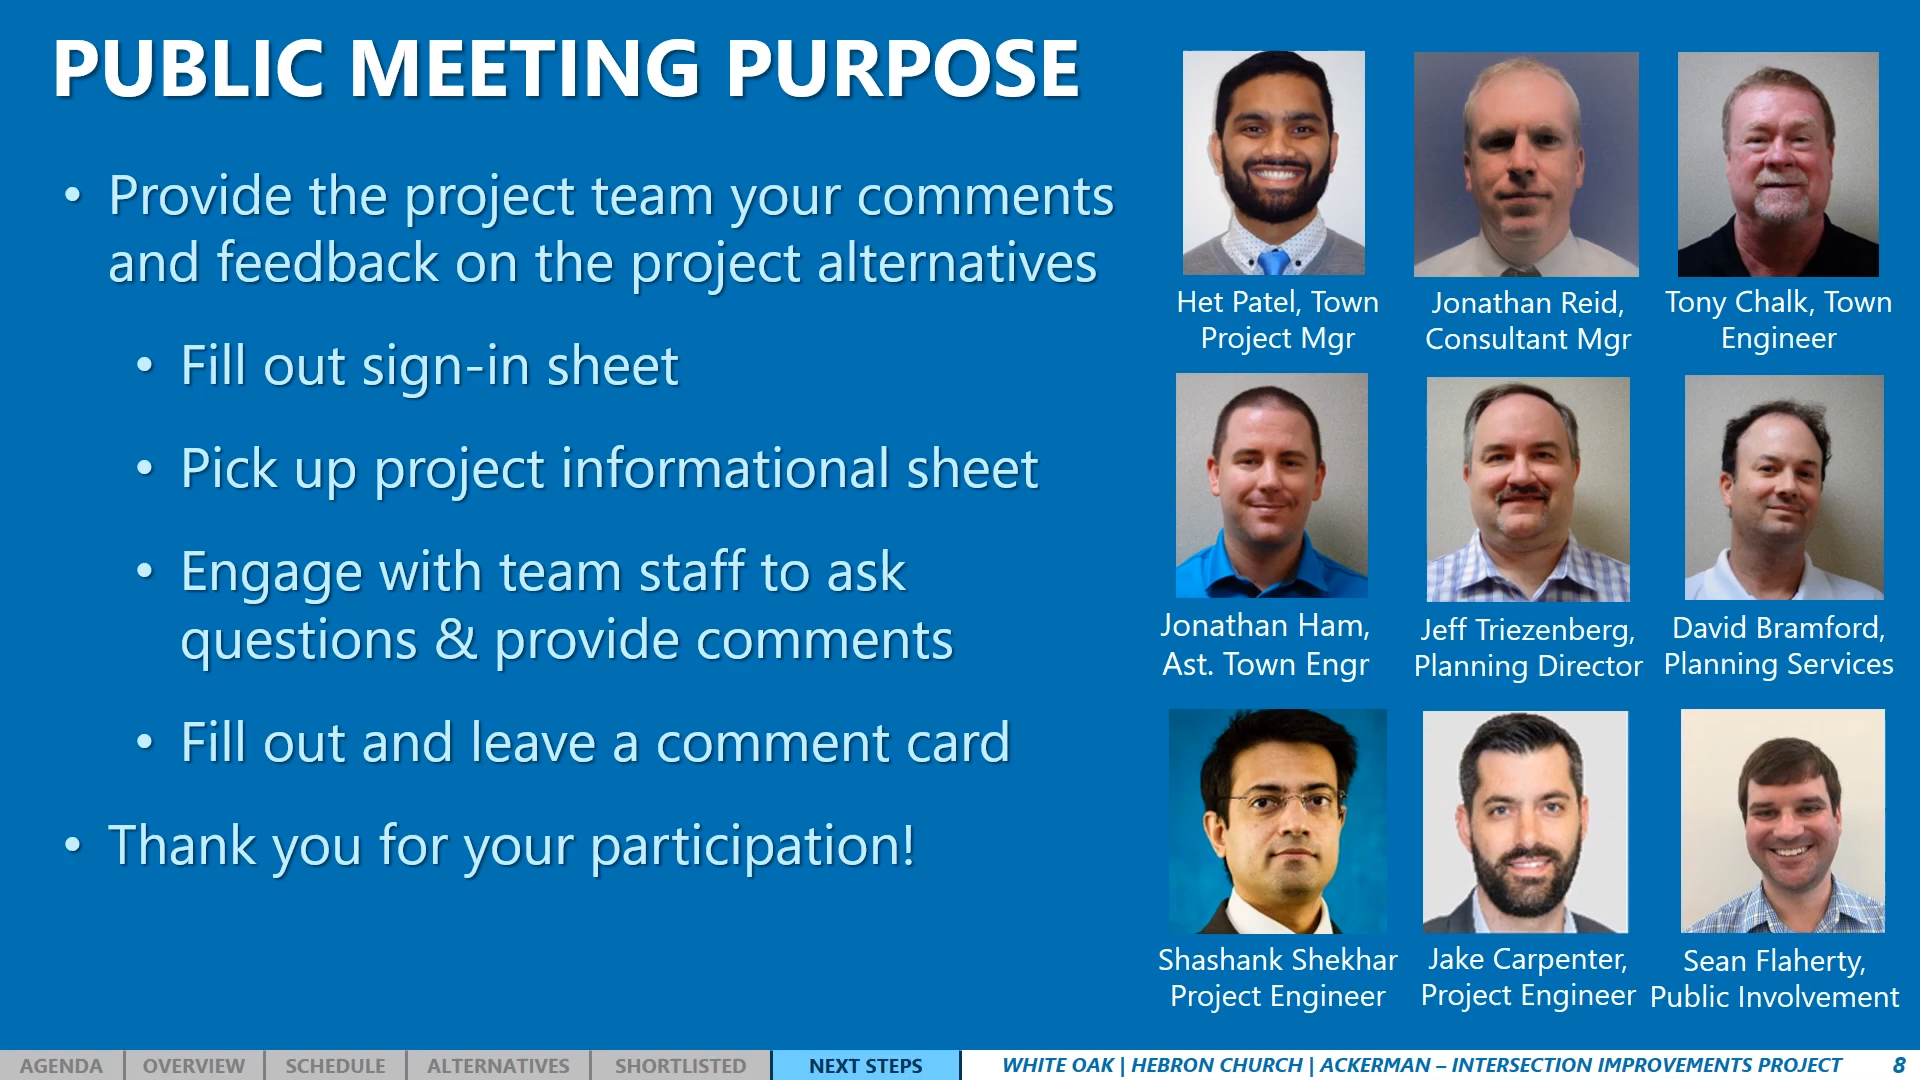 PUBLIC MEETING PURPOSE
• Provide the project team your comments
and feedback on the project alternatives
• Fill out sign-in sheet
• Pick up project informational sheet
• Engage with team staff to ask
questions & provide comments
• Fill out and leave a comment card
• Thank you for your participation!
Het Patel, Town
Project Mgr
Jonathan Reid,
Consultant Mgr
Tony Chalk, Town
Engineer
Jonathan Ham,
Ast. Town Engr
Jeff Triezenberg,
Planning Director
David Bramford,
Planning Services
Shashank Shekhar
Project Engineer
Jake Carpenter,
Project Engineer
Sean Flaherty,
Public Involvement
AGENDA
OVERVIEW
SCHEDULE
ALTERNATIVES
SHORTLISTED
NEXT STEPS
WHITE OAK | HEBRON CHURCH | ACKERMAN – INTERSECTION IMPROVEMENTS PROJECT
8